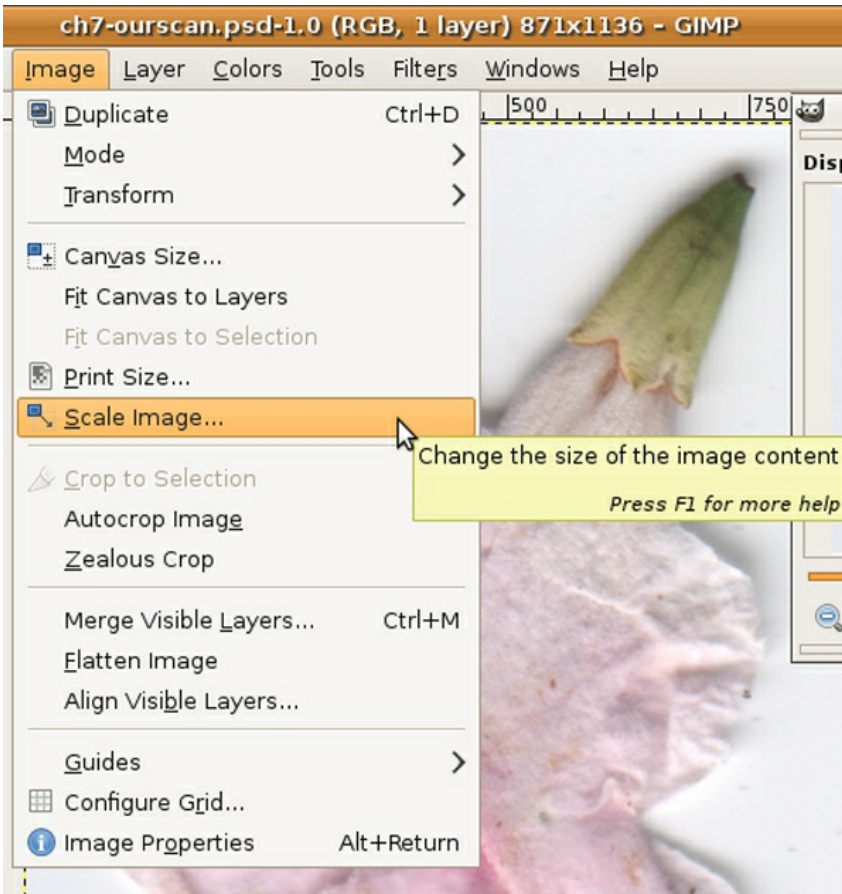 ch7-ourscan.psd-1.0 (RGB, 1 layer) 871x1136 – GIMP
Image Layer Colors Tools Filters Windows Help
500 750
Duplicate Ctrl+D
Mode
Transform
Canvas Size...
Fit Canvas to Layers
Fit Canvas to Selection
Print Size...
Scale Image...
Change the size of the image content
Press F1 for more help
Crop to Selection
Autocrop Image
Zealous Crop
Merge Visible Layers... Ctrl+M
Flatten Image
Align Visible Layers...
Guides
Configure Grid...
Image Properties Alt+Return